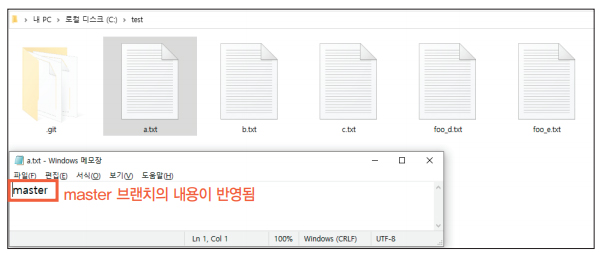 › 내 PC › 로컬 디스크 (C:) › test
.git a.txt b.txt c.txt foo_d.txt foo_e.txt
a.txt - Windows 메모장
파일(F) 편집(E) 서식(O) 보기(V) 도움말(H)
master master 브랜치의 내용이 반영됨
Ln 1, Col 1 100% Windows (CRLF) UTF-8